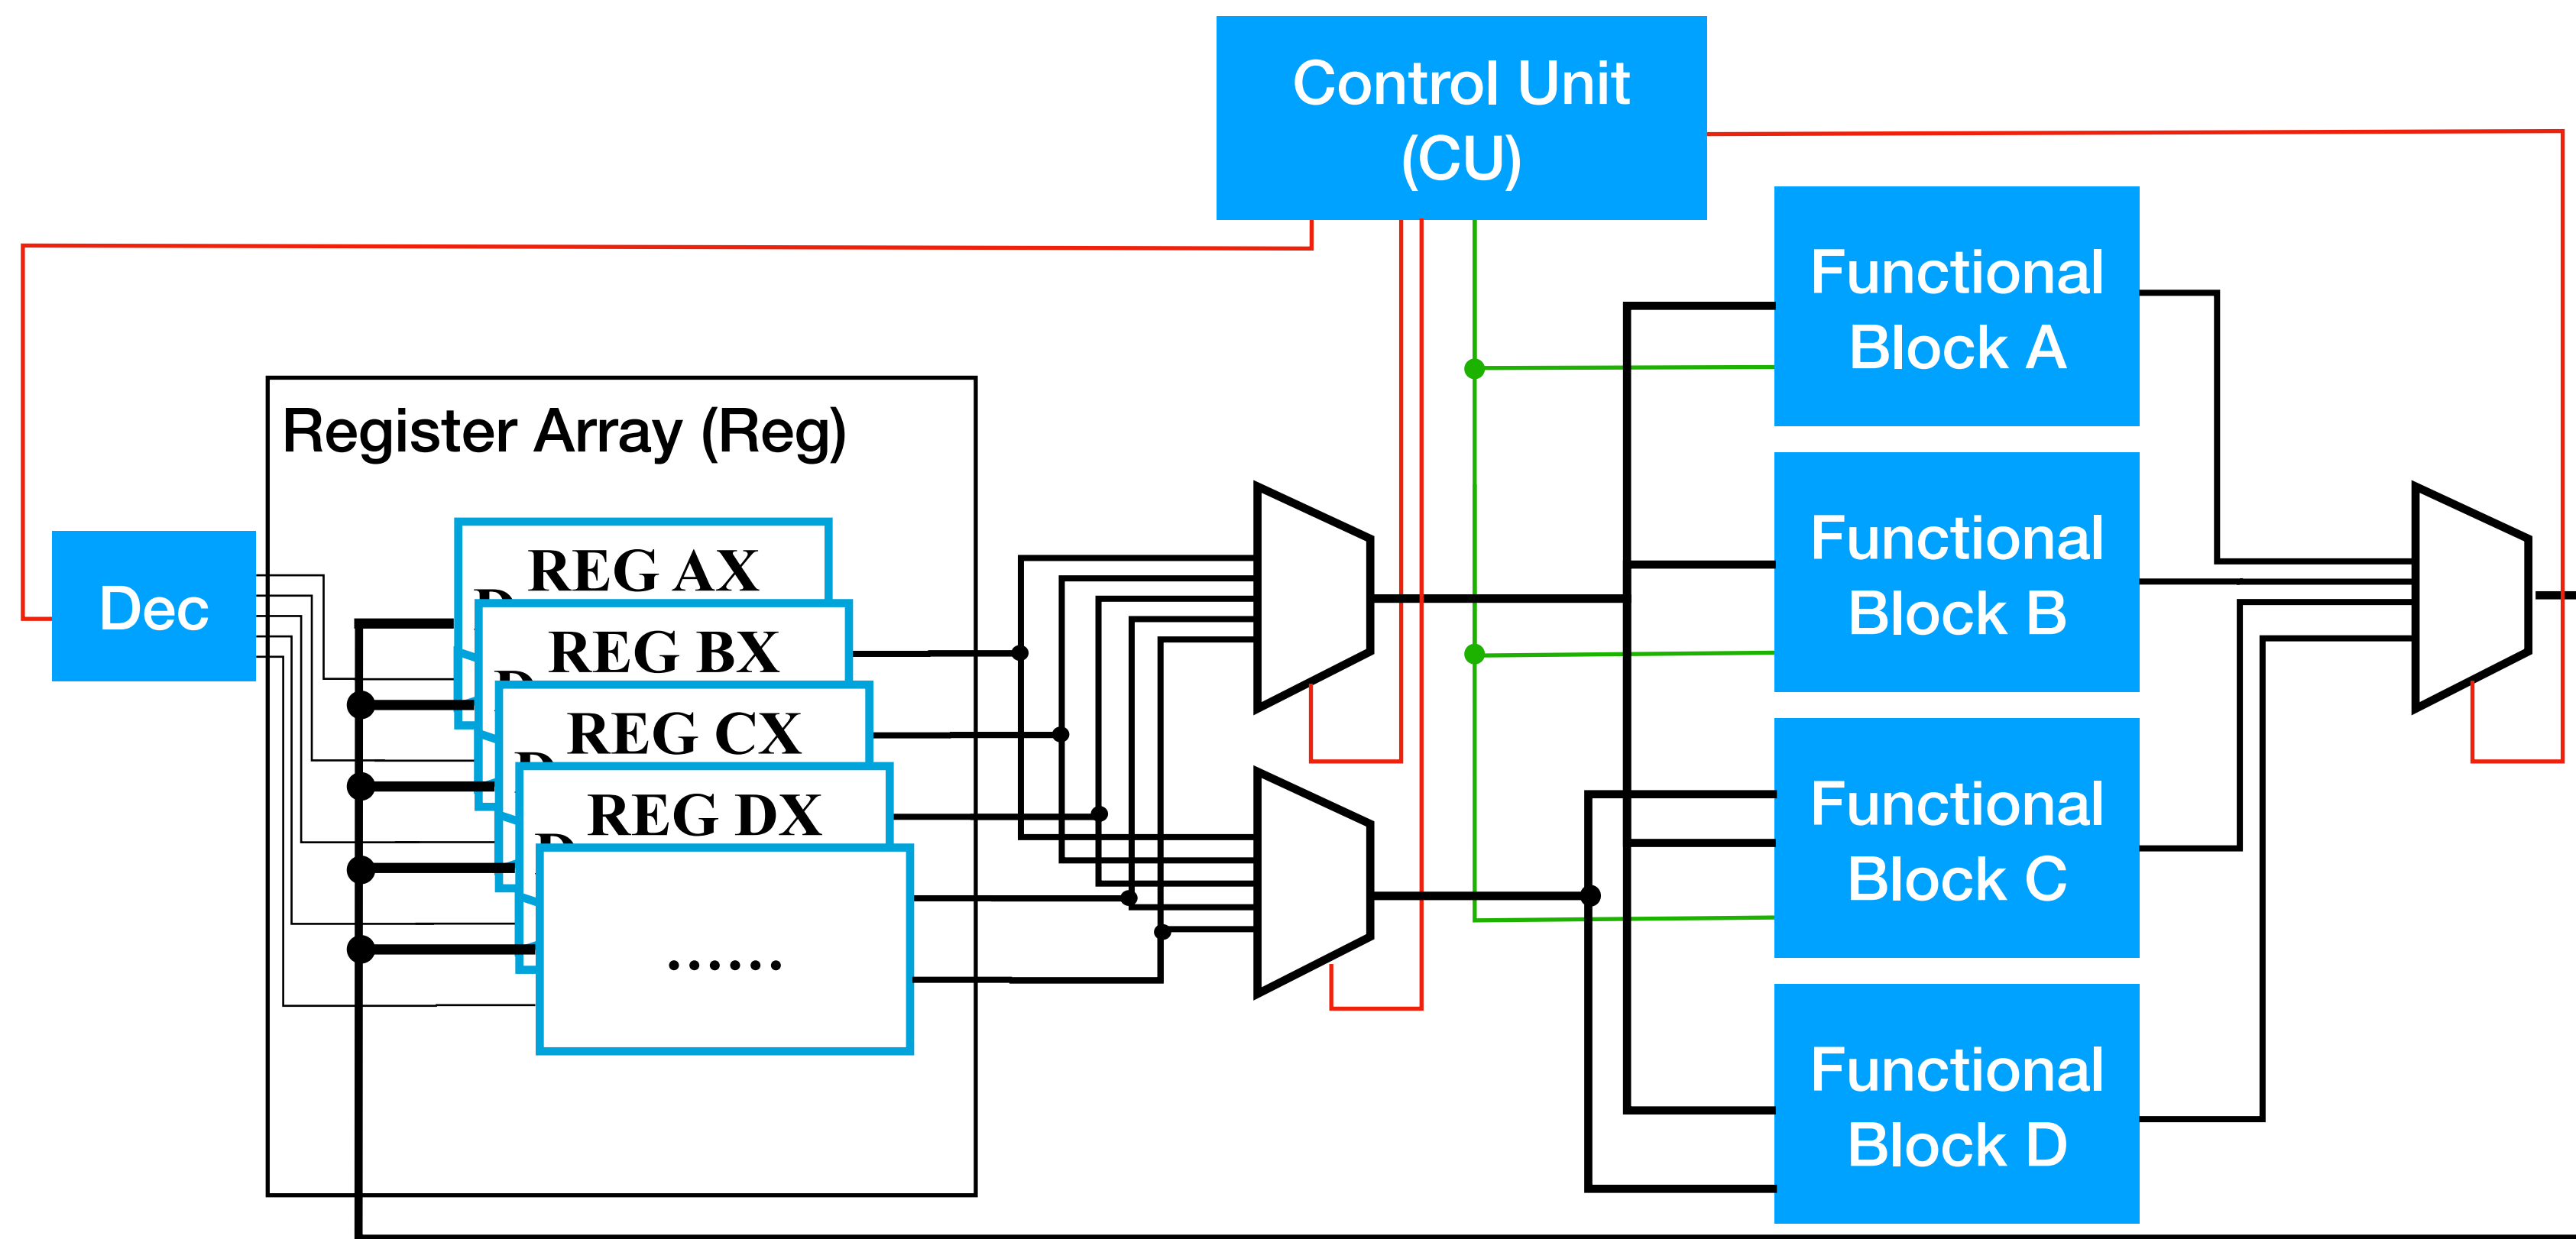 Control Unit
(CU)
Functional
Block A
Register Array (Reg)
Functional
Block B
REG AX
Dec
REG BX
REG CX
REG DX
......
Functional
Block C
Functional
Block D